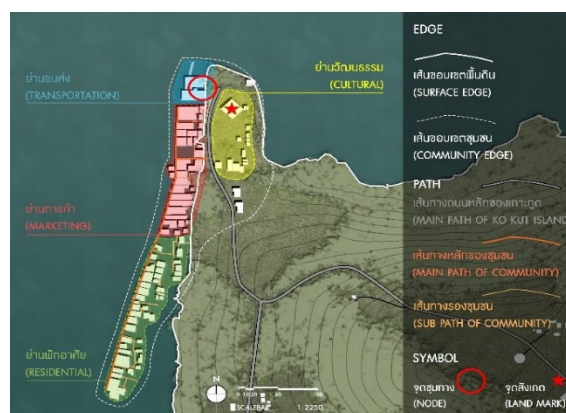 ย่านขนส่ง
(TRANSPORTATION)
ย่านวัฒนธรรม
(CULTURAL)
ย่านการค้า
(MARKETING)
ย่านพักอาศัย
(RESIDENTIAL)
N
SCALEBAR
1:2250
EDGE
เส้นขอบเขตพื้นดิน
(SURFACE EDGE)
เส้นขอบเขตชุมชน
(COMMUNITY EDGE)
PATH
เส้นทางถนนหลักของเกาะกูด
(MAIN PATH OF KO KUT ISLAND)
เส้นทางหลักของชุมชน
(MAIN PATH OF COMMUNITY)
เส้นทางรองของชุมชน
(SUB PATH OF COMMUNITY)
SYMBOL
จุดชุมทาง
(NODE)
จุดสังเกต
(LAND MARK)